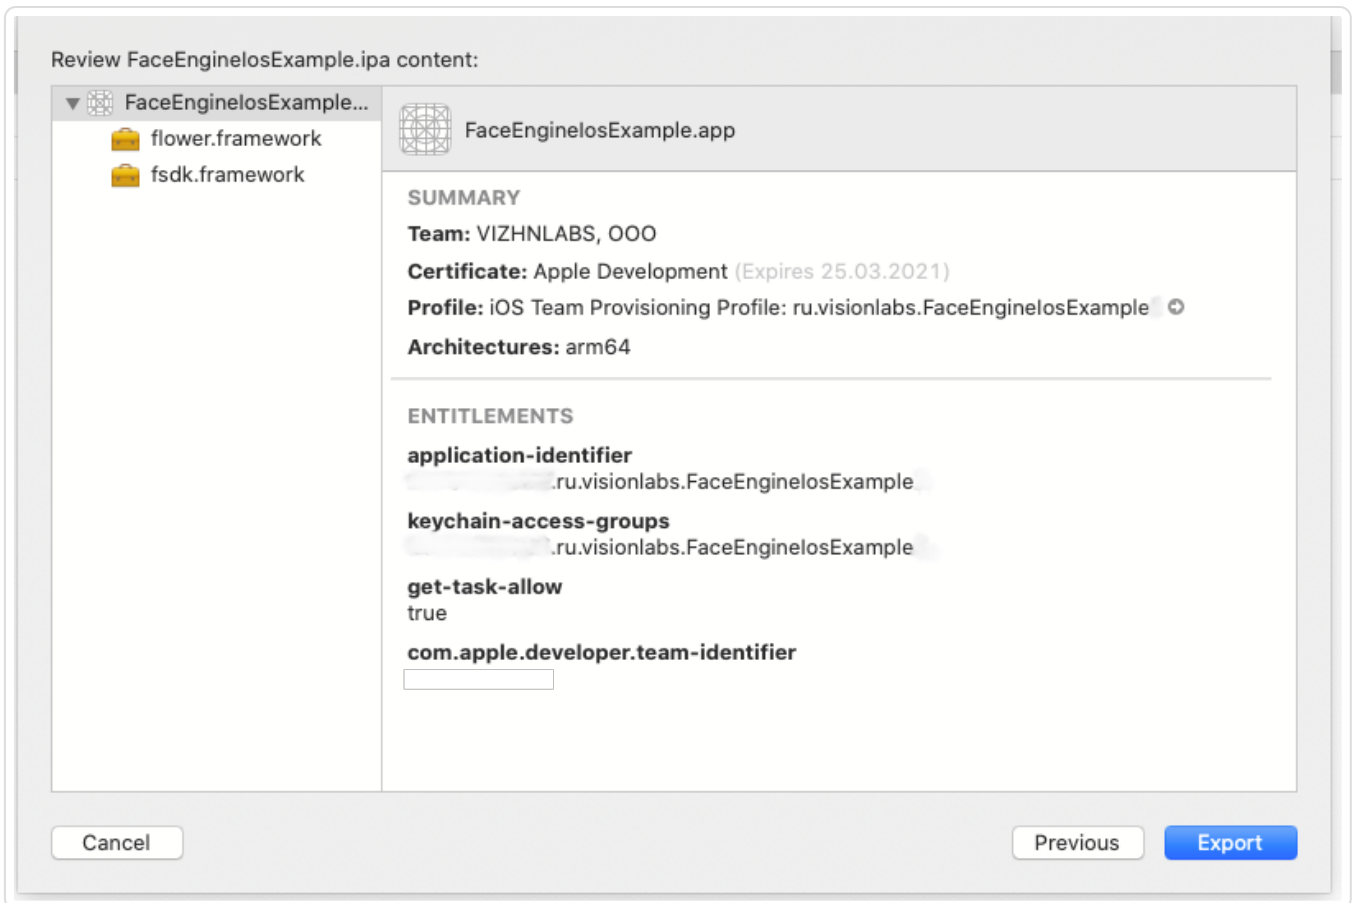 Review FaceEngineIosExample.ipa content:
FaceEngineIosExample...
flower.framework
fsdk.framework
FaceEngineIosExample.app
SUMMARY
Team: VIZHNLABS, OOO
Certificate: Apple Development (Expires 25.03.2021)
Profile: iOS Team Provisioning Profile: ru.visionlabs.FaceEngineIosExample
Architectures: arm64
ENTITLEMENTS
application-identifier
.ru.visionlabs.FaceEngineIosExample
keychain-access-groups
.ru.visionlabs.FaceEngineIosExample
get-task-allow
true
com.apple.developer.team-identifier
Cancel
Previous
Export